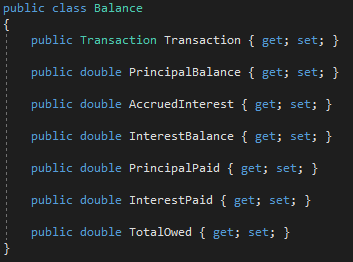 public class Balance
{
public Transaction Transaction { get; set; }
public double PrincipalBalance { get; set; }
public double AccruedInterest { get; set; }
public double InterestBalance { get; set; }
public double PrincipalPaid { get; set; }
public double InterestPaid { get; set; }
public double TotalOwed { get; set; }
}